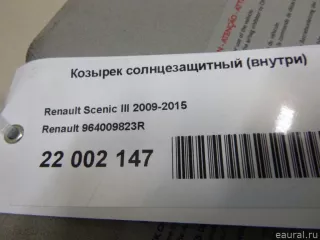 Козырек солнцезащитный (внутри)
Renault Scenic III 2009-2015
Renault 964009823R
22 002 147
eaural.ru